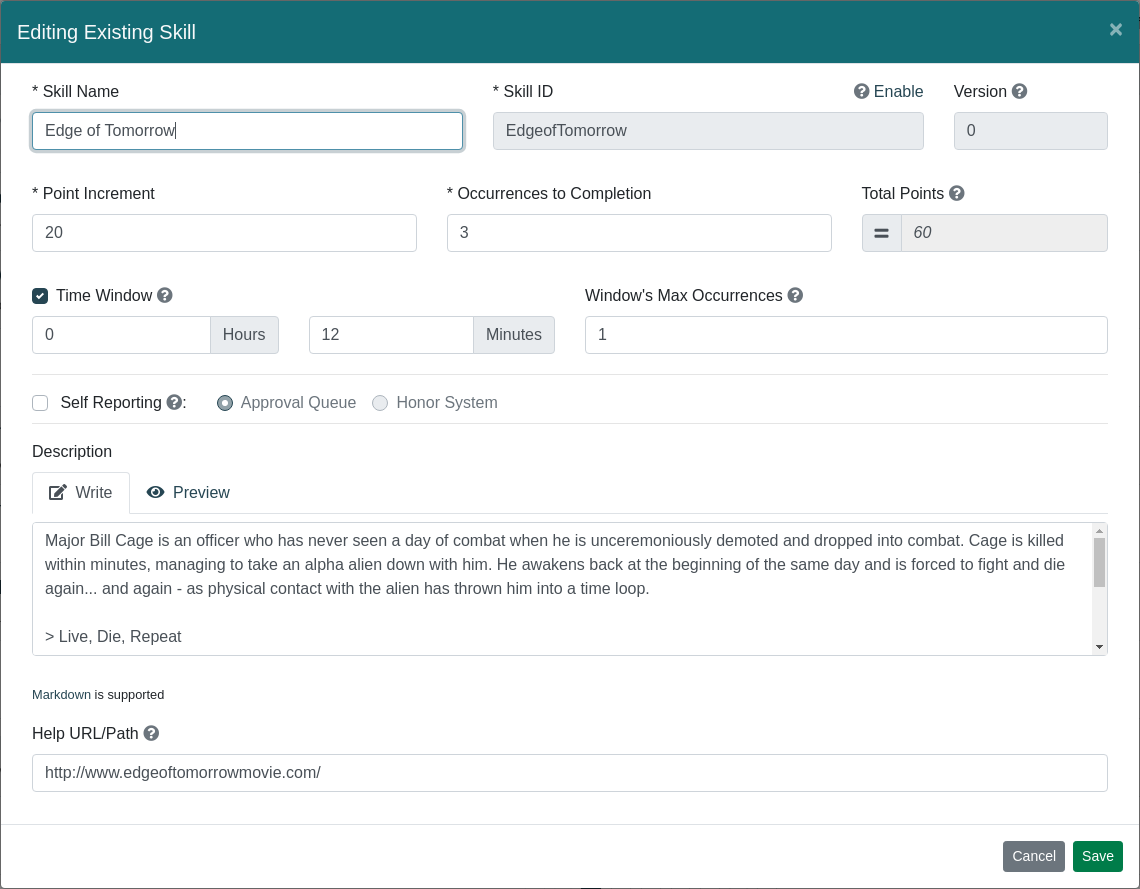 Editing Existing Skill ×
* Skill Name * Skill ID Enable Version
Edge of Tomorrow EdgeofTomorrow 0
* Point Increment * Occurrences to Completion Total Points
20 3 = 60
Time Window Window's Max Occurrences
0 Hours 12 Minutes 1
Self Reporting : Approval Queue Honor System
Description
Write Preview
Major Bill Cage is an officer who has never seen a day of combat when he is unceremoniously demoted and dropped into combat. Cage is killed
within minutes, managing to take an alpha alien down with him. He awakens back at the beginning of the same day and is forced to fight and die
again... and again - as physical contact with the alien has thrown him into a time loop.
> Live, Die, Repeat
Markdown is supported
Help URL/Path
http://www.edgeoftomorrowmovie.com/
Cancel Save